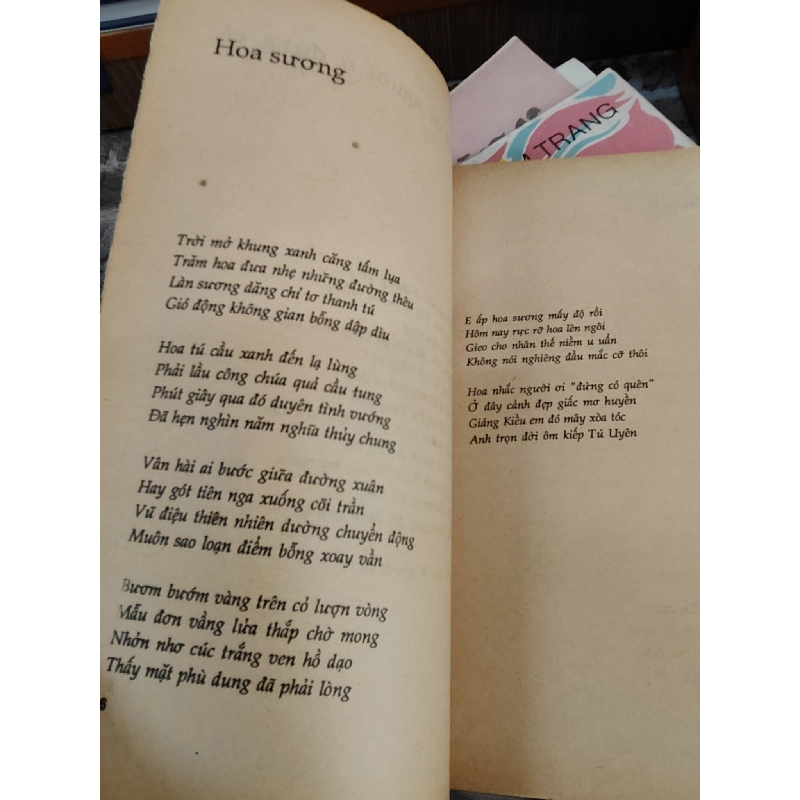 Hoa sương
Trời mở khung xanh căng tấm lụa
Trăm hoa đưa nhẹ những đường thêu
Làn sương dăng chỉ tơ thanh tú
Gió động không gian bỗng dập dìu
Hoa tú cầu xanh đến lạ lùng
Phải lầu công chúa quả cầu tung
Phút giây qua đó duyên tình vướng
Đã hẹn nghìn năm nghĩa thủy chung
Vân hài ai bước giữa đường xuân
Hay gót tiên nga xuống cõi trần
Vũ điệu thiên nhiên dường chuyển động
Muôn sao loạn điểm bỗng xoay vần
Bươm bướm vàng trên cỏ lượn vòng
Mẫu đơn vầng lửa thắp chờ mong
Nhởn nhơ cúc trắng ven hồ dạo
Thấy mặt phù dung đã phải lòng
E ấp hoa sương mấy độ rồi
Hôm nay rực rỡ hoa lên ngôi
Gieo cho nhân thế niềm u uẩn
Không nói nghiêng đầu mắc cỡ thôi
Hoa nhắc người ơi "đừng có quên"
Ở đây cảnh đẹp giấc mơ huyền
Giáng Kiều em đó mây xòa tóc
Anh trọn đời ôm kiếp Tú Uyên
TRANG